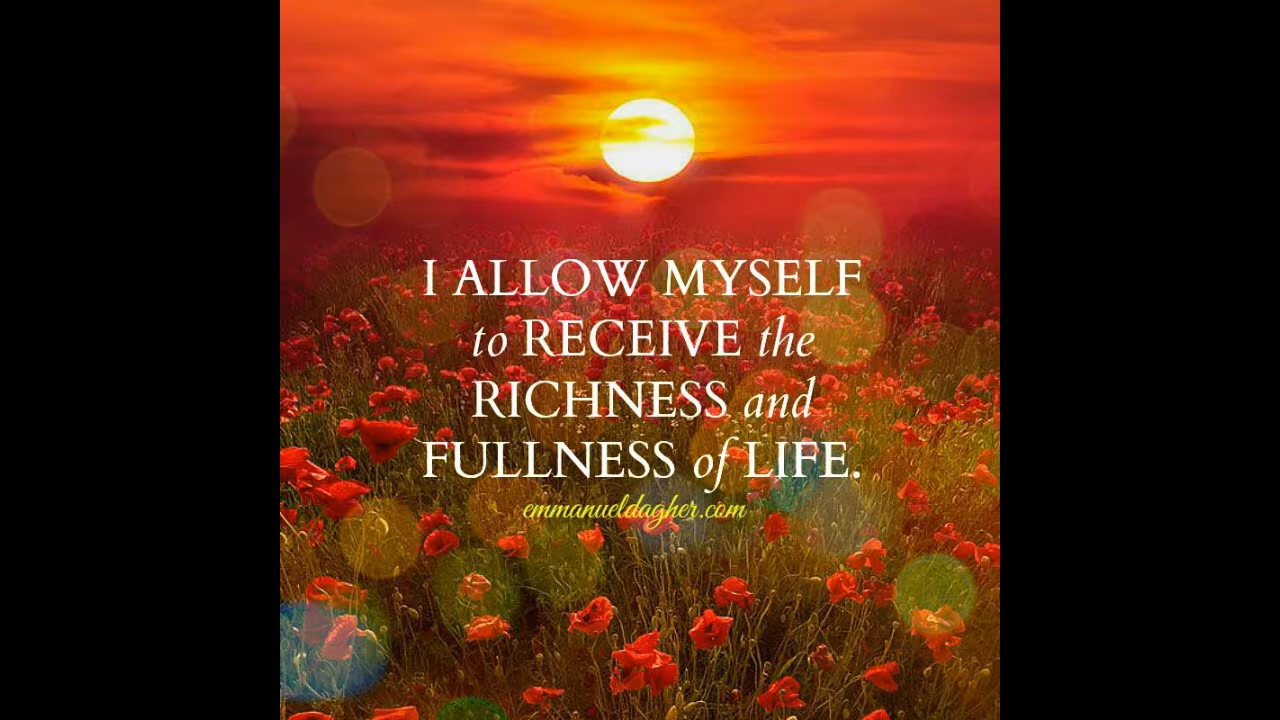 I ALLOW MYSELF
to RECEIVE the
RICHNESS and
FULLNESS of LIFE.
emmanueldagher.com